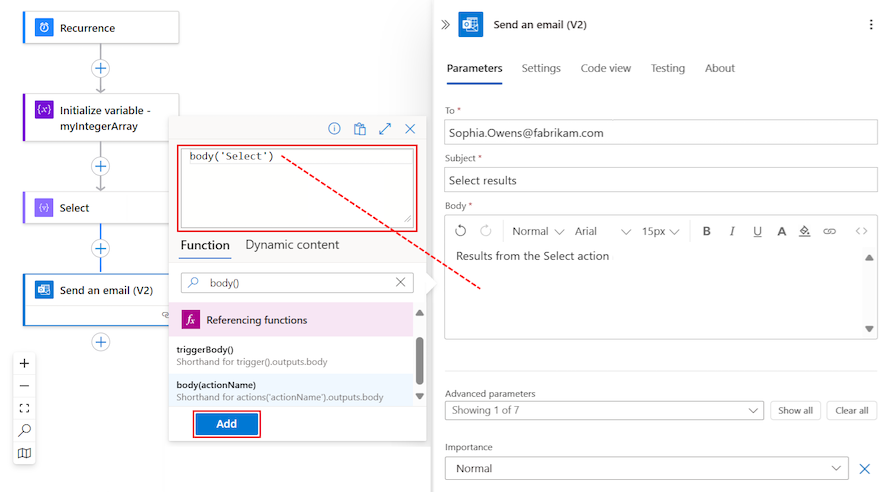 Recurrence
Initialize variable -
myIntegerArray
Select
Send an email (V2)
body('Select')
Function
Dynamic content
body()
fx
Referencing functions
triggerBody()
Shorthand for trigger().outputs.body
body(actionName)
Shorthand for actions('actionName').outputs.body
Add
Send an email (V2)
Parameters
Settings
Code view
Testing
About
To *
Sophia.Owens@fabrikam.com
Subject *
Select results
Body *
Normal
Arial
15px
B
I
U
A
Results from the Select action
Advanced parameters
Showing 1 of 7
Show all
Clear all
Importance
Normal